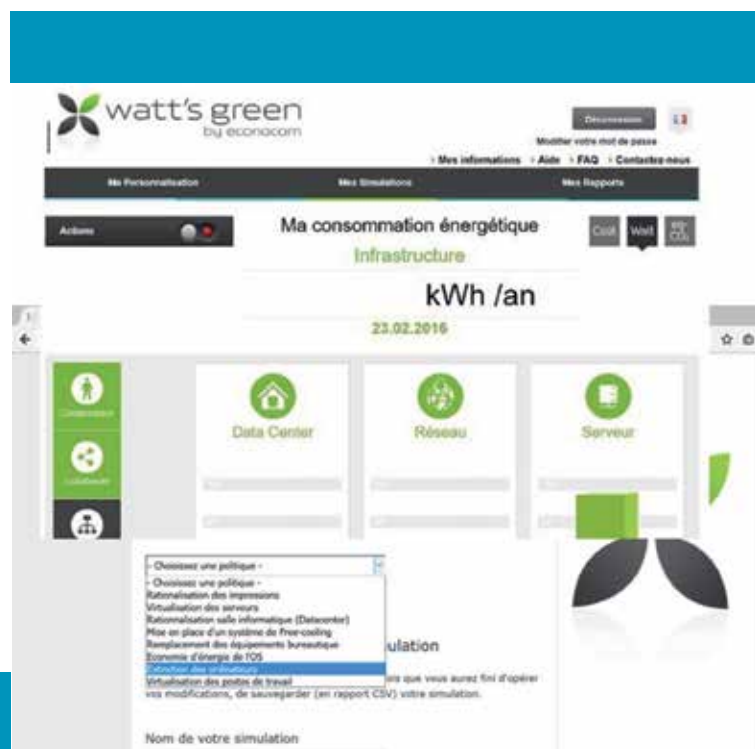 watt's green
by econocom
Déconnexion
Modifier votre mot de passe
› Mes informations › Aide › FAQ › Contactez-nous
Ma Personnalisation Mes Simulations Mes Rapports
Actions
Ma consommation énergétique
Coût Watt
Infrastructure
kWh /an
23.02.2016
Data Center Réseau Serveur
- Choisissez une politique -
- Choisissez une politique -
Rationalisation des impressions
Virtualisation des serveurs
Rationnalisation salle informatique (Datacenter)
Mise en place d'un système de Free-cooling
Remplacement des équipements bureautique
Economie d'énergie de l'OS
Extinction des ordinateurs
Virtualisation des postes de travail
ulation
ois que vous aurez fini d'opérer
vos modifications, de sauvegarder (en rapport CSV) votre simulation.
Nom de votre simulation